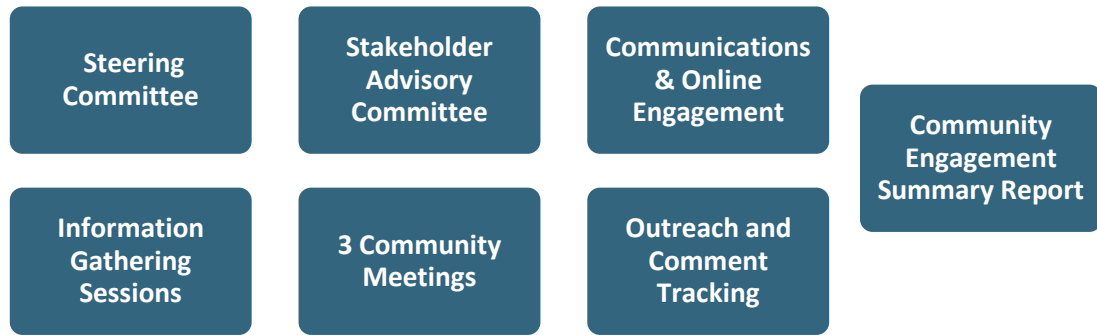 Steering
Committee
Stakeholder
Advisory
Committee
Communications
& Online
Engagement
Community
Engagement
Summary Report
Information
Gathering
Sessions
3 Community
Meetings
Outreach and
Comment
Tracking